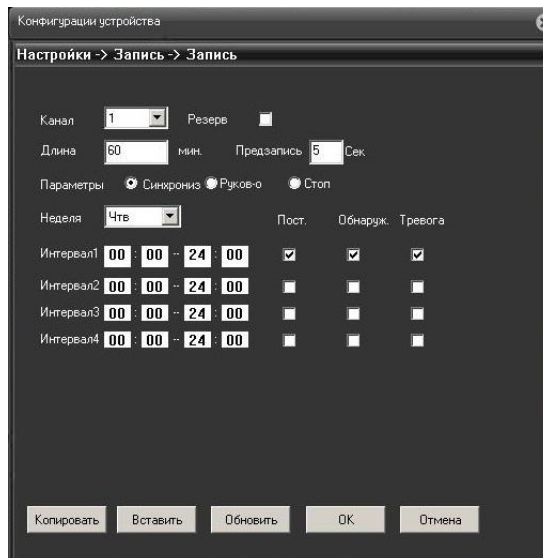 Конфигурации устройства
Настройки -> Запись -> Запись
Канал 1 Резерв
Длина 60 мин. Предзапись 5 Сек
Параметры Синхрониз Руков-о Стоп
Неделя Чтв Пост. Обнаруж. Тревога
Интервал1 00 : 00 - 24 : 00
Интервал2 00 : 00 - 24 : 00
Интервал3 00 : 00 - 24 : 00
Интервал4 00 : 00 - 24 : 00
Копировать Вставить Обновить OK Отмена